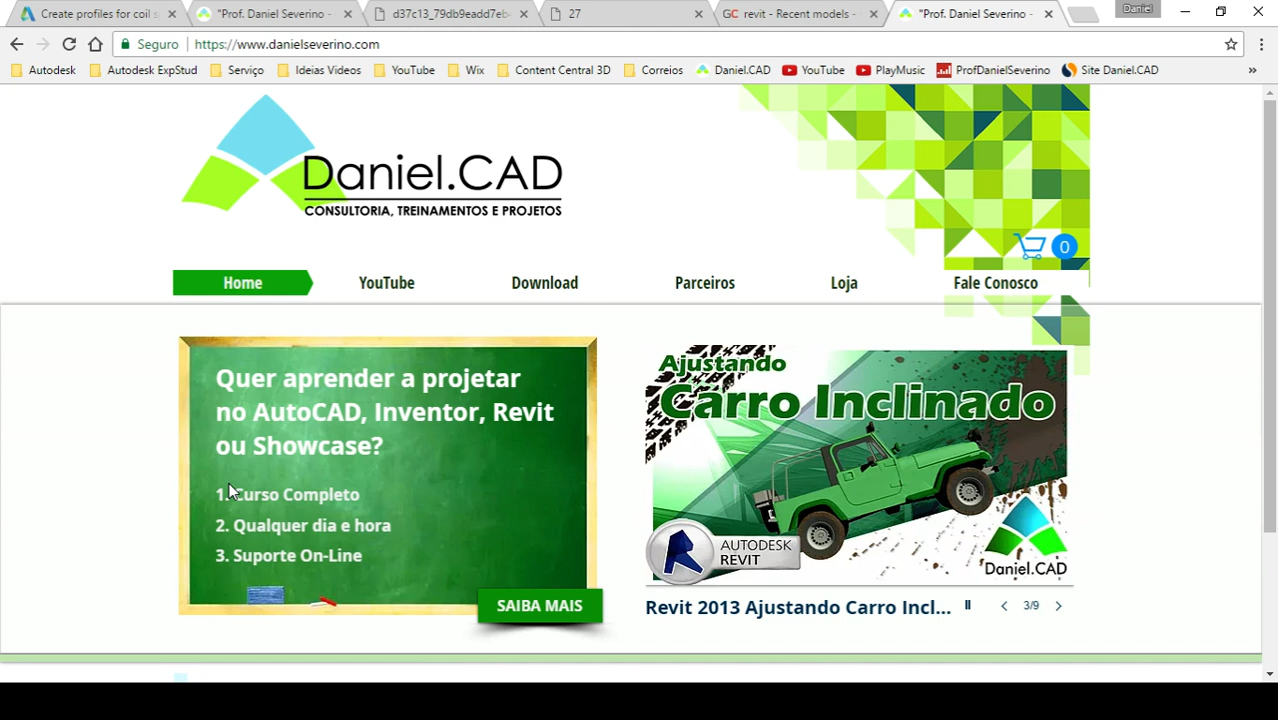 Create profiles for coil s
"Prof. Daniel Severino -
d37c13_79db9eadd7eb
27
GC revit - Recent models -
"Prof. Daniel Severino -
Daniel
Seguro
https://www.danielseverino.com
Autodesk
Autodesk ExpStud
Serviço
Ideias Videos
YouTube
Wix
Content Central 3D
Correios
Daniel.CAD
YouTube
PlayMusic
ProfDanielSeverino
Site Daniel.CAD
»
Daniel.CAD
CONSULTORIA, TREINAMENTOS E PROJETOS
0
Home
YouTube
Download
Parceiros
Loja
Fale Conosco
Quer aprender a projetar
no AutoCAD, Inventor, Revit
ou Showcase?
1. Curso Completo
2. Qualquer dia e hora
3. Suporte On-Line
SAIBA MAIS
Ajustando
Carro Inclinado
AUTODESK
REVIT
Daniel.CAD
Revit 2013 Ajustando Carro Incl...
3/9